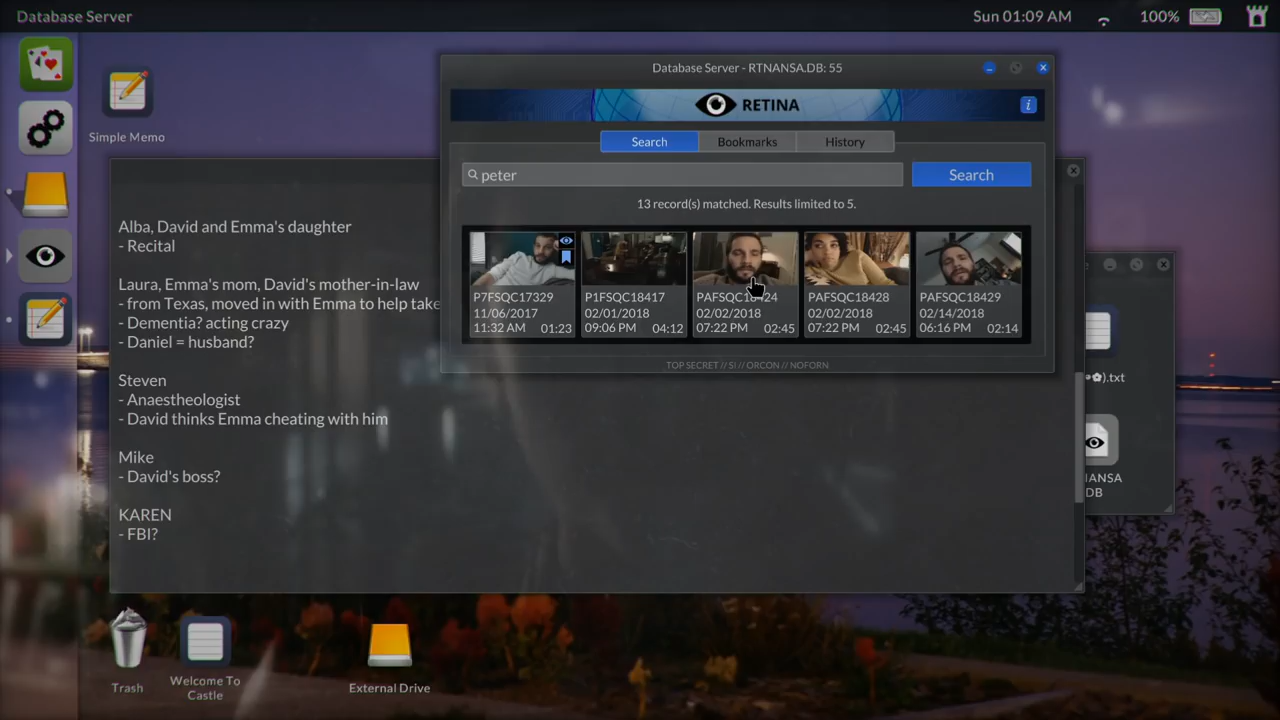 Database Server
Sun 01:09 AM
100%
Simple Memo
Database Server - RTNANSA.DB: 55
RETINA
i
Search
Bookmarks
History
peter
Search
13 record(s) matched. Results limited to 5.
P7FSQC17329
11/06/2017
11:32 AM 01:23
P1FSQC18417
02/01/2018
09:06 PM 04:12
02/02/2018
07:22 PM 02:45
PAFSQC18428
02/02/2018
07:22 PM 02:45
PAFSQC18429
02/14/2018
06:16 PM 02:14
TOP SECRET // SI // ORCON // NOFORN
Alba, David and Emma's daughter
- Recital
Laura, Emma's mom, David's mother-in-law
- from Texas, moved in with Emma to help take
- Dementia? acting crazy
- Daniel = husband?
Steven
- Anaestheologist
- David thinks Emma cheating with him
Mike
- David's boss?
KAREN
- FBI?
).txt
ANSA
DB
Trash
Welcome To
Castle
External Drive